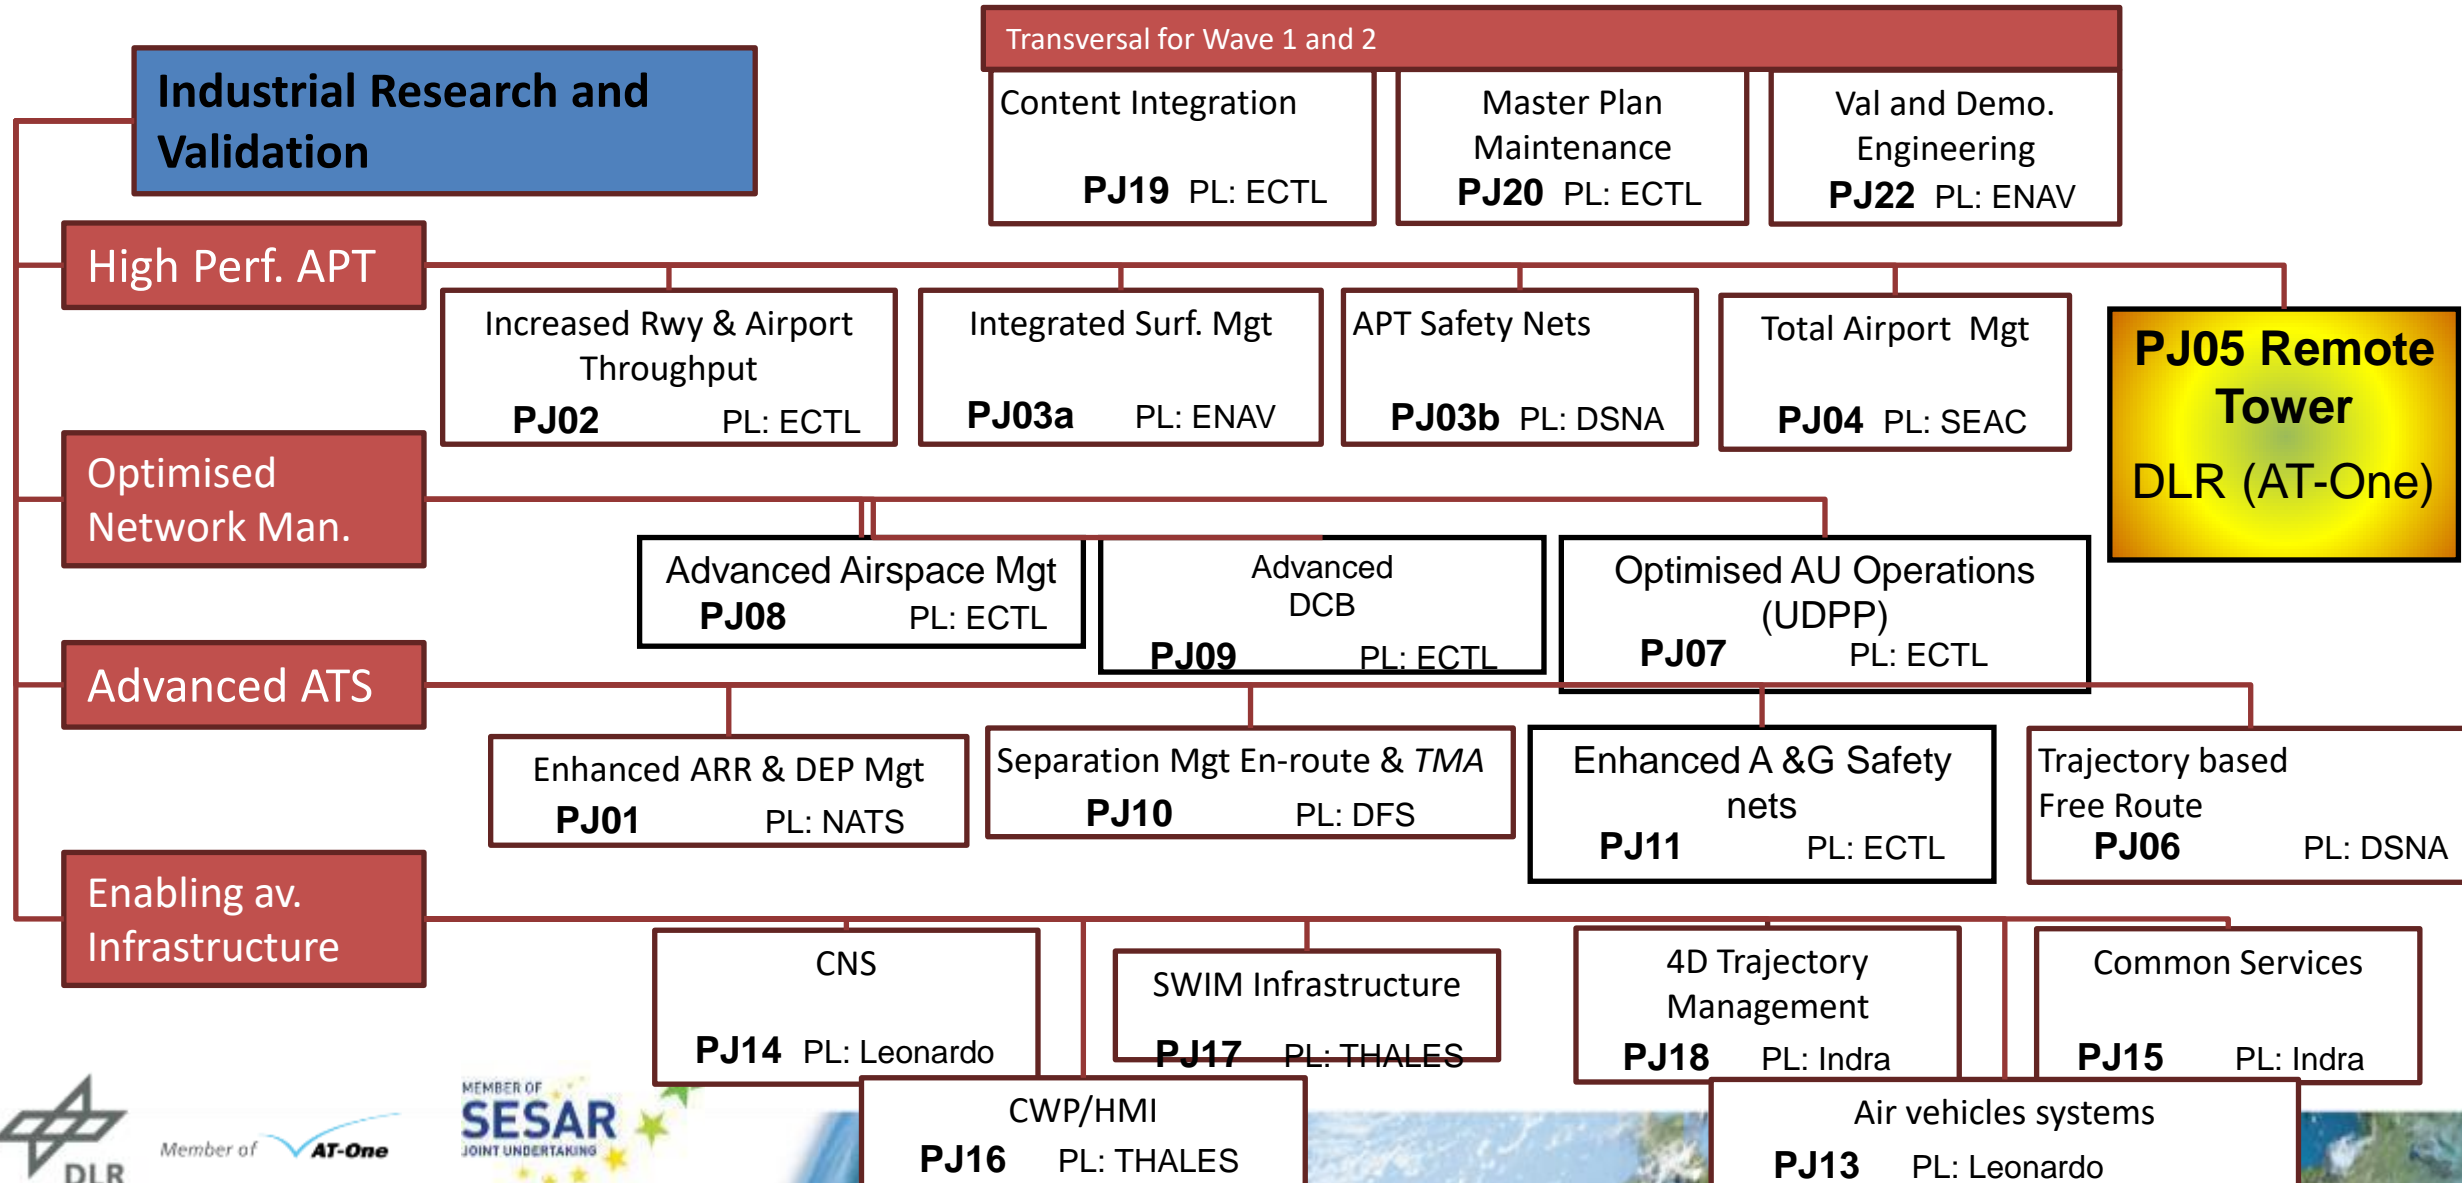 Transversal for Wave 1 and 2
Industrial Research and
Validation
Content Integration
PJ19 PL: ECTL
Master Plan
Maintenance
PJ20 PL: ECTL
Val and Demo.
Engineering
PJ22 PL: ENAV
High Perf. APT
Increased Rwy & Airport
Throughput
PJ02 PL: ECTL
Integrated Surf. Mgt
PJ03a PL: ENAV
APT Safety Nets
PJ03b PL: DSNA
Total Airport Mgt
PJ04 PL: SEAC
PJ05 Remote
Tower
DLR (AT-One)
Optimised
Network Man.
Advanced Airspace Mgt
PJ08 PL: ECTL
Advanced
DCB
PJ09 PL: ECTL
Optimised AU Operations
(UDPP)
PJ07 PL: ECTL
Advanced ATS
Enhanced ARR & DEP Mgt
PJ01 PL: NATS
Separation Mgt En-route & TMA
PJ10 PL: DFS
Enhanced A &G Safety
nets
PJ11 PL: ECTL
Trajectory based
Free Route
PJ06 PL: DSNA
Enabling av.
Infrastructure
CNS
PJ14 PL: Leonardo
SWIM Infrastructure
PJ17 PL: THALES
4D Trajectory
Management
PJ18 PL: Indra
Common Services
PJ15 PL: Indra
CWP/HMI
PJ16 PL: THALES
Air vehicles systems
PJ13 PL: Leonardo
DLR
Member of AT-One
MEMBER OF
SESAR
JOINT UNDERTAKING